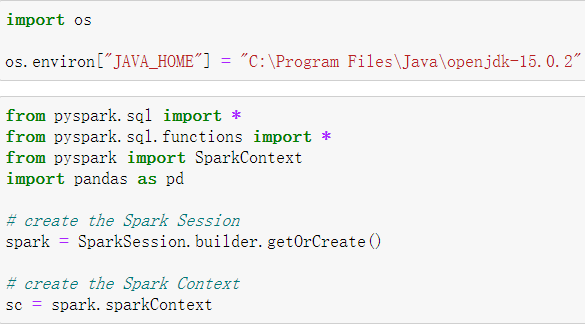 import os
os.environ["JAVA_HOME"] = "C:\Program Files\Java\openjdk-15.0.2"
from pyspark.sql import *
from pyspark.sql.functions import *
from pyspark import SparkContext
import pandas as pd
# create the Spark Session
spark = SparkSession.builder.getOrCreate()
# create the Spark Context
sc = spark.sparkContext